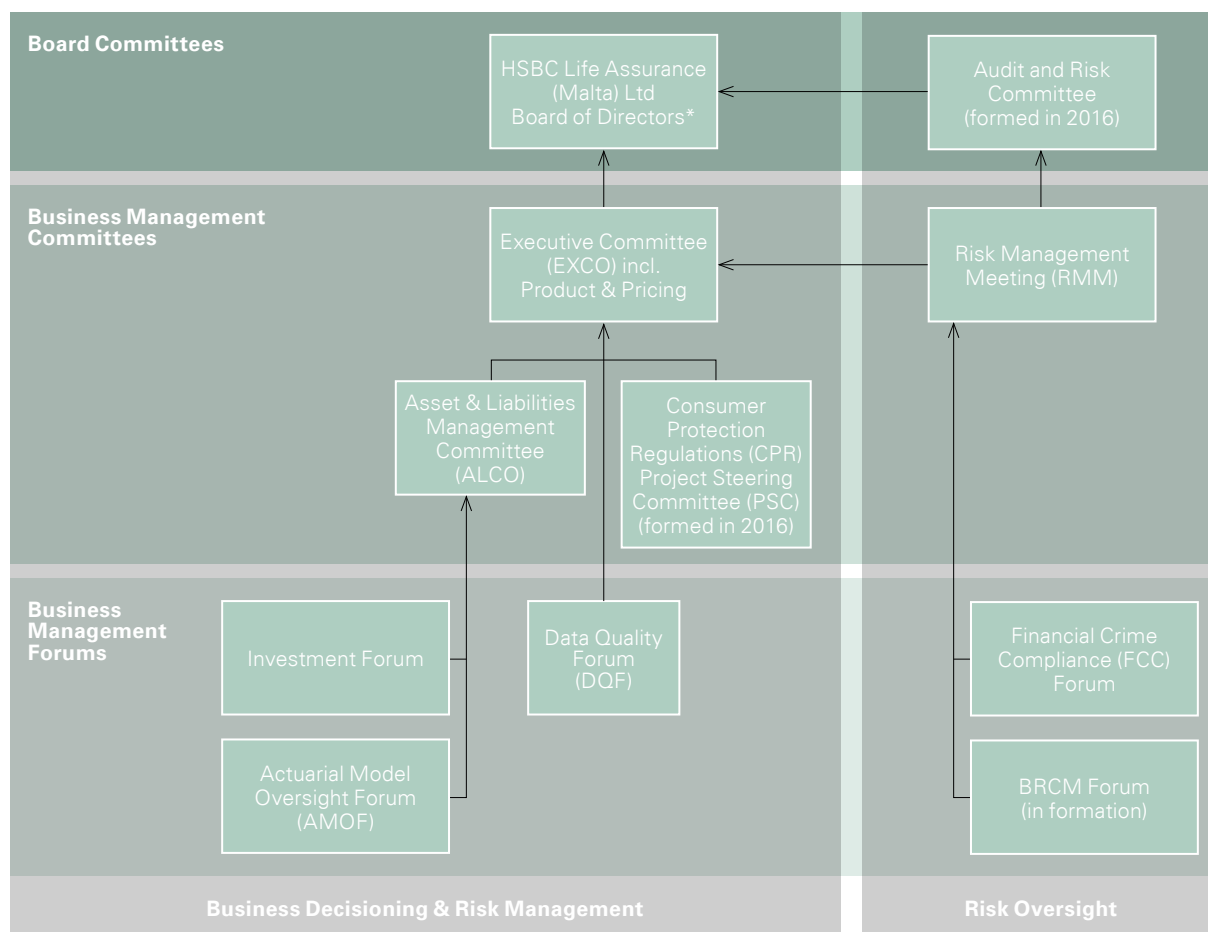 Board Committees
HSBC Life Assurance
(Malta) Ltd
Board of Directors*
Audit and Risk
Committee
(formed in 2016)
Business Management
Committees
Executive Committee
(EXCO) incl.
Product & Pricing
Risk Management
Meeting (RMM)
Asset & Liabilities
Management
Committee
(ALCO)
Consumer
Protection
Regulations (CPR)
Project Steering
Committee (PSC)
(formed in 2016)
Business
Management
Forums
Investment Forum
Data Quality
Forum
(DQF)
Financial Crime
Compliance (FCC)
Forum
Actuarial Model
Oversight Forum
(AMOF)
BRCM Forum
(in formation)
Business Decisioning & Risk Management
Risk Oversight